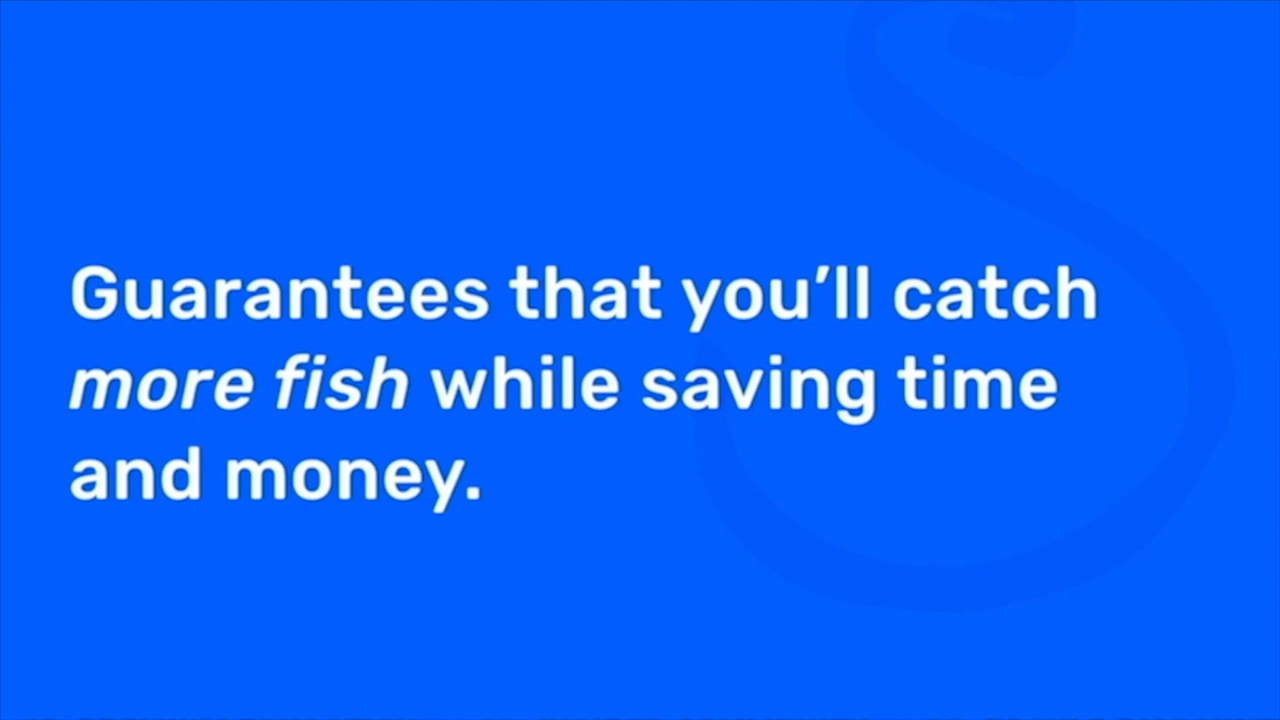 Guarantees that you’ll catch
more fish while saving time
and money.